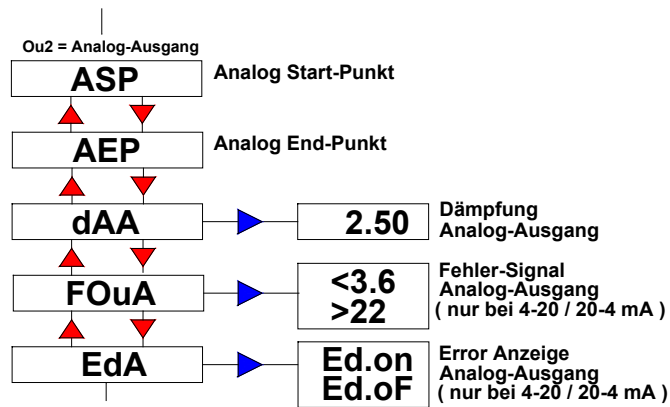 Ou2 = Analog-Ausgang
ASP
Analog Start-Punkt
AEP
Analog End-Punkt
dAA
2.50
Dämpfung
Analog-Ausgang
FOuA
<3.6
>22
Fehler-Signal
Analog-Ausgang
( nur bei 4-20 / 20-4 mA )
EdA
Ed.on
Ed.oF
Error Anzeige
Analog-Ausgang
( nur bei 4-20 / 20-4 mA )